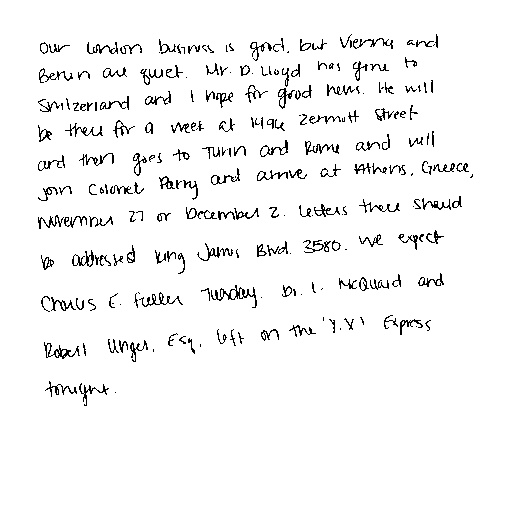 Our London business is good, but Vienna and
Berlin are quiet. Mr. D. Lloyd has gone to
Switzerland and I hope for good news. He will
be there for a week at 1496 Zermott Street
and then goes to Turin and Rome and will
join Colonel Parry and arrive at Athens, Greece,
November 27 or December 2. Letters there should
be addressed King James Blvd. 3580. We expect
Charles E. Fuller Tuesday. Dr. L. McQuaid and
Robert Unger, Esq. left on the 'Y.X' Express
tonight.